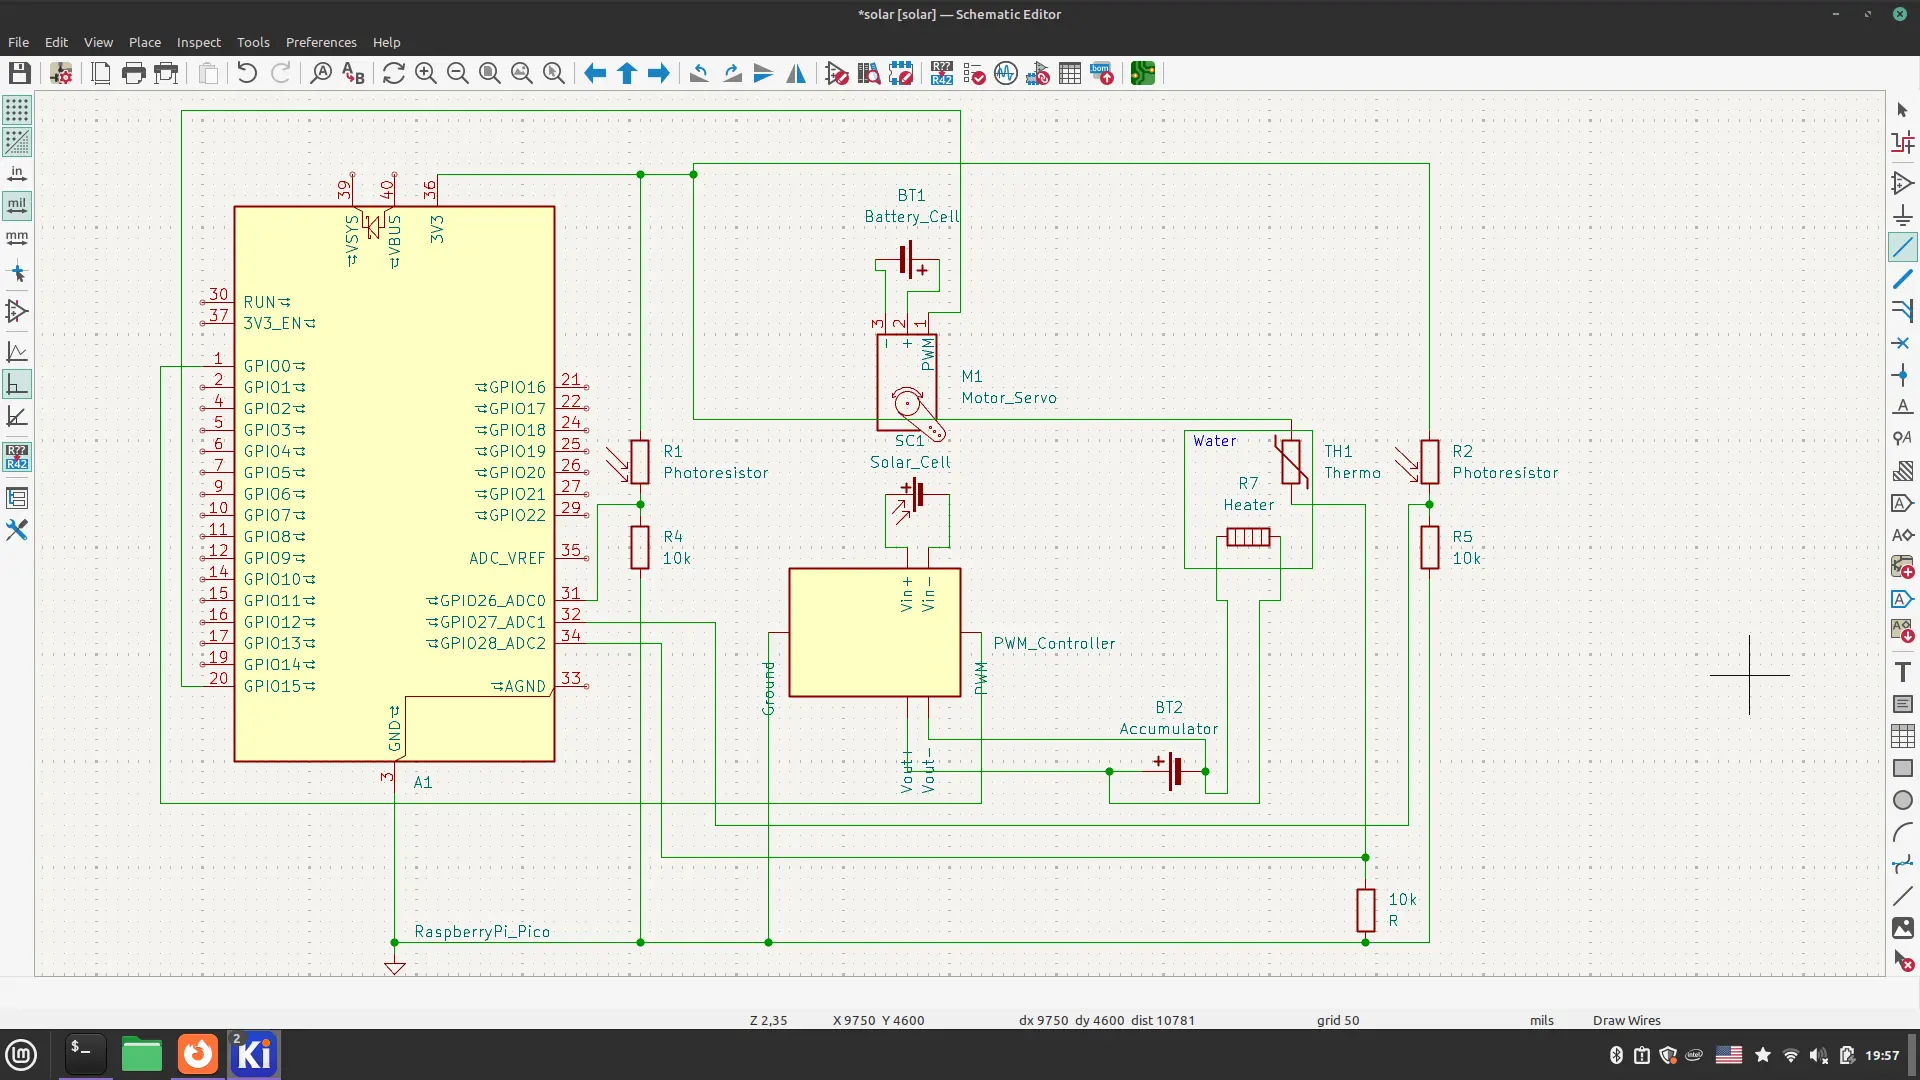 *solar [solar] — Schematic Editor
File Edit View Place Inspect Tools Preferences Help
in
mil
mm
R??
R42
A
B
R??
R42
bom
39
40
36
VSYS
VBUS
3V3
30 RUN
37 3V3_EN
1 GPIO0
2 GPIO1
4 GPIO2
5 GPIO3
6 GPIO4
7 GPIO5
9 GPIO6
10 GPIO7
11 GPIO8
12 GPIO9
14 GPIO10
15 GPIO11
16 GPIO12
17 GPIO13
19 GPIO14
20 GPIO15
GPIO16 21
GPIO17 22
GPIO18 24
GPIO19 25
GPIO20 26
GPIO21 27
GPIO22 29
ADC_VREF 35
GPIO26_ADC0 31
GPIO27_ADC1 32
GPIO28_ADC2 34
AGND 33
GND
3
A1
RaspberryPi_Pico
R1
Photoresistor
R4
10k
BT1
Battery_Cell
+
3
2
1
-
+
PWM
M1
Motor_Servo
SC1
Solar_Cell
+
Vin+
Vin-
PWM_Controller
Ground
PWM
Vout+
Vout-
BT2
Accumulator
+
Water
R7
Heater
TH1
Thermo
R2
Photoresistor
R5
10k
10k
R
Z 2,35 X 9750 Y 4600 dx 9750 dy 4600 dist 10781 grid 50 mils Draw Wires
$_
2
Ki
lm
intel
19:57